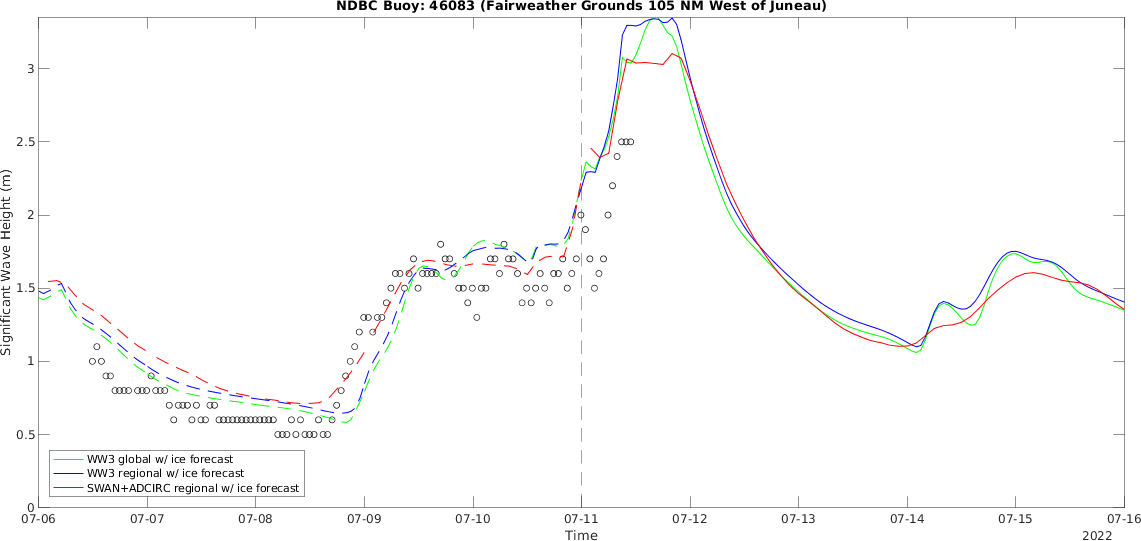 NDBC Buoy: 46083 (Fairweather Grounds 105 NM West of Juneau)
Significant Wave Height (m)
3
2.5
2
1.5
1
0.5
0
WW3 global w/ ice forecast
WW3 regional w/ ice forecast
SWAN+ADCIRC regional w/ ice forecast
07-06 07-07 07-08 07-09 07-10 07-11 07-12 07-13 07-14 07-15 07-16
Time
2022